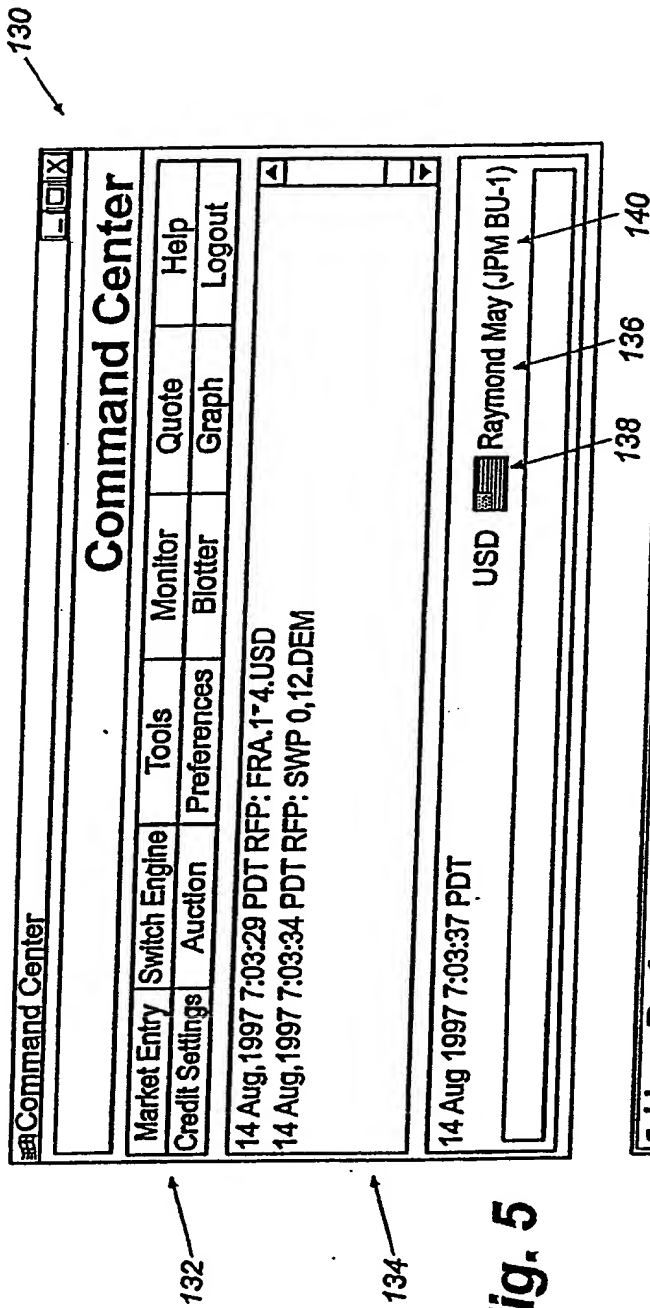 130
Command Center
Command Center
Market Entry Switch Engine Tools Monitor Quote Help
Credit Settings Auction Preferences Blotter Graph Logout
132
14 Aug,1997 7:03:29 PDT RFP: FRA.1*4.USD
14 Aug,1997 7:03:34 PDT RFP: SWP 0,12.DEM
134
14 Aug 1997 7:03:37 PDT USD Raymond May (JPM BU-1)
138 136 140
ig. 5